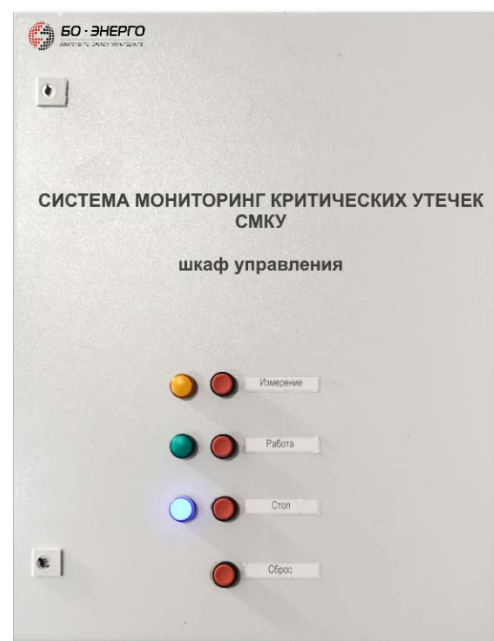 БО - ЭНЕРГО
СИСТЕМА МОНИТОРИНГ КРИТИЧЕСКИХ УТЕЧЕК
СМКУ
шкаф управления
Измерение
Работа
Стоп
Сброс